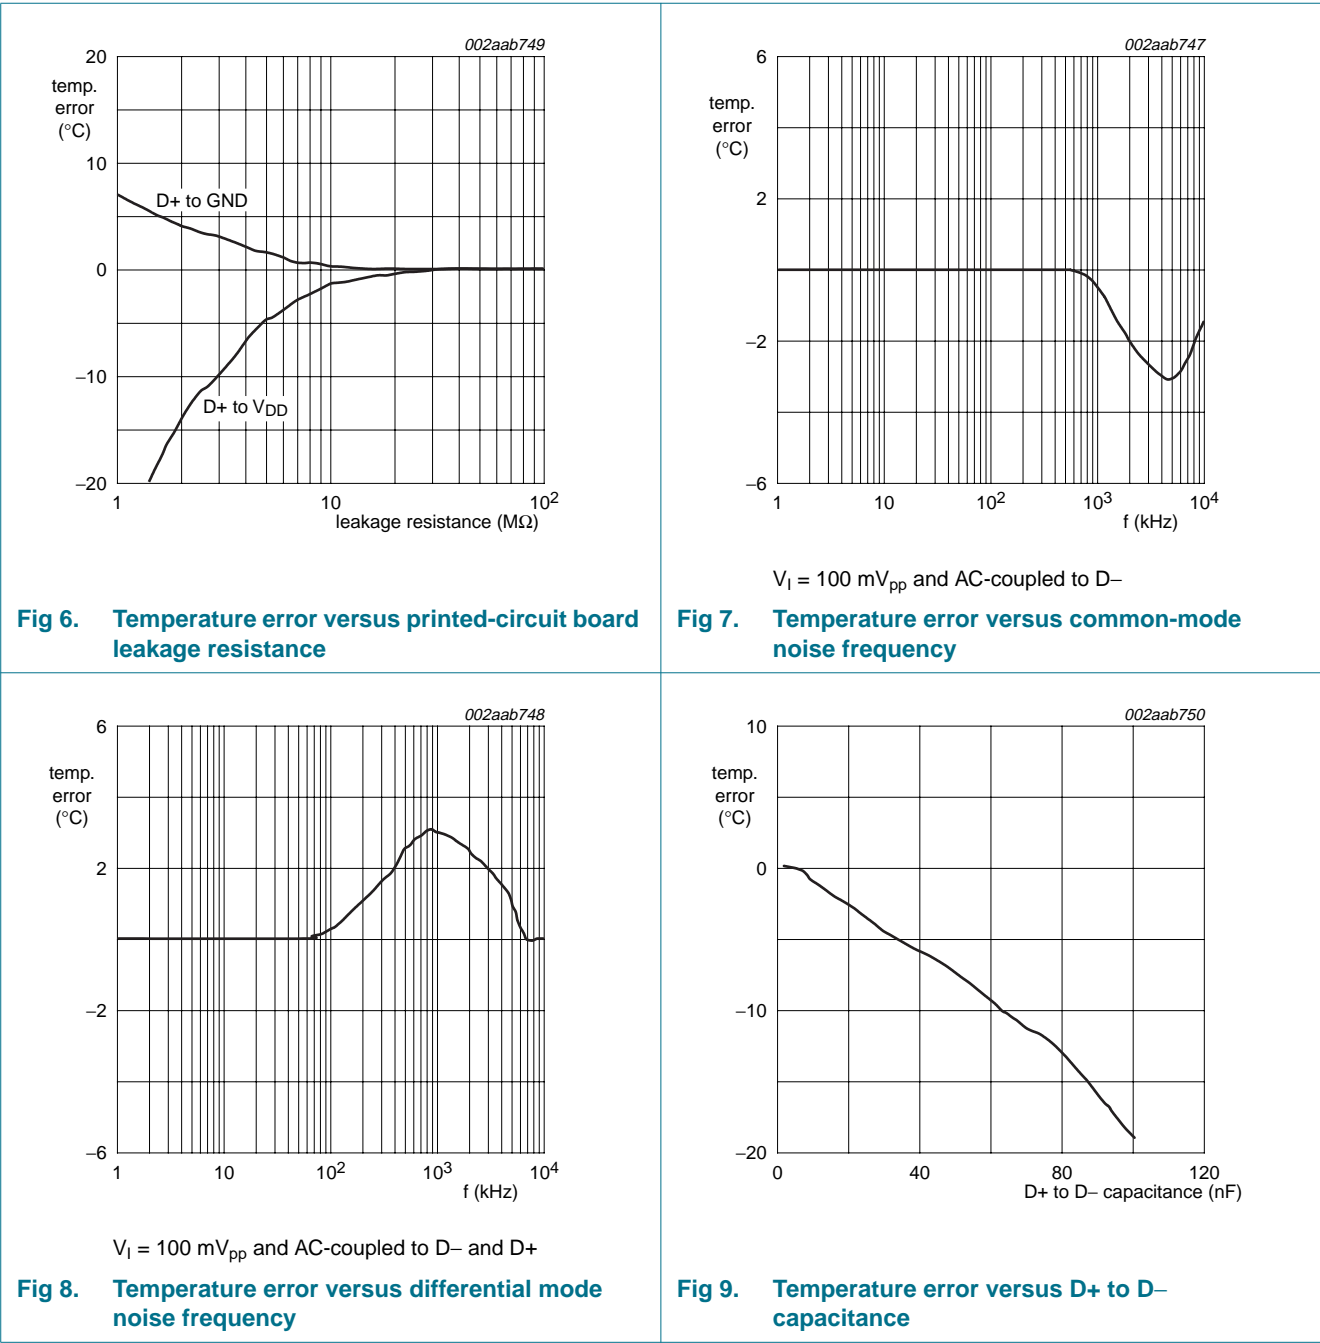 002aab749
20
temp.
error
(°C)
10
D+ to GND
0
−10
D+ to VDD
−20
1
10
10²
leakage resistance (MΩ)
Fig 6. Temperature error versus printed-circuit board
leakage resistance
002aab747
6
temp.
error
(°C)
2
−2
−6
1
10
10²
10³
10⁴
f (kHz)
VI = 100 mVpp and AC-coupled to D−
Fig 7. Temperature error versus common-mode
noise frequency
002aab748
6
temp.
error
(°C)
2
−2
−6
1
10
10²
10³
10⁴
f (kHz)
VI = 100 mVpp and AC-coupled to D− and D+
Fig 8. Temperature error versus differential mode
noise frequency
002aab750
10
temp.
error
(°C)
0
−10
−20
0
40
80
120
D+ to D− capacitance (nF)
Fig 9. Temperature error versus D+ to D−
capacitance